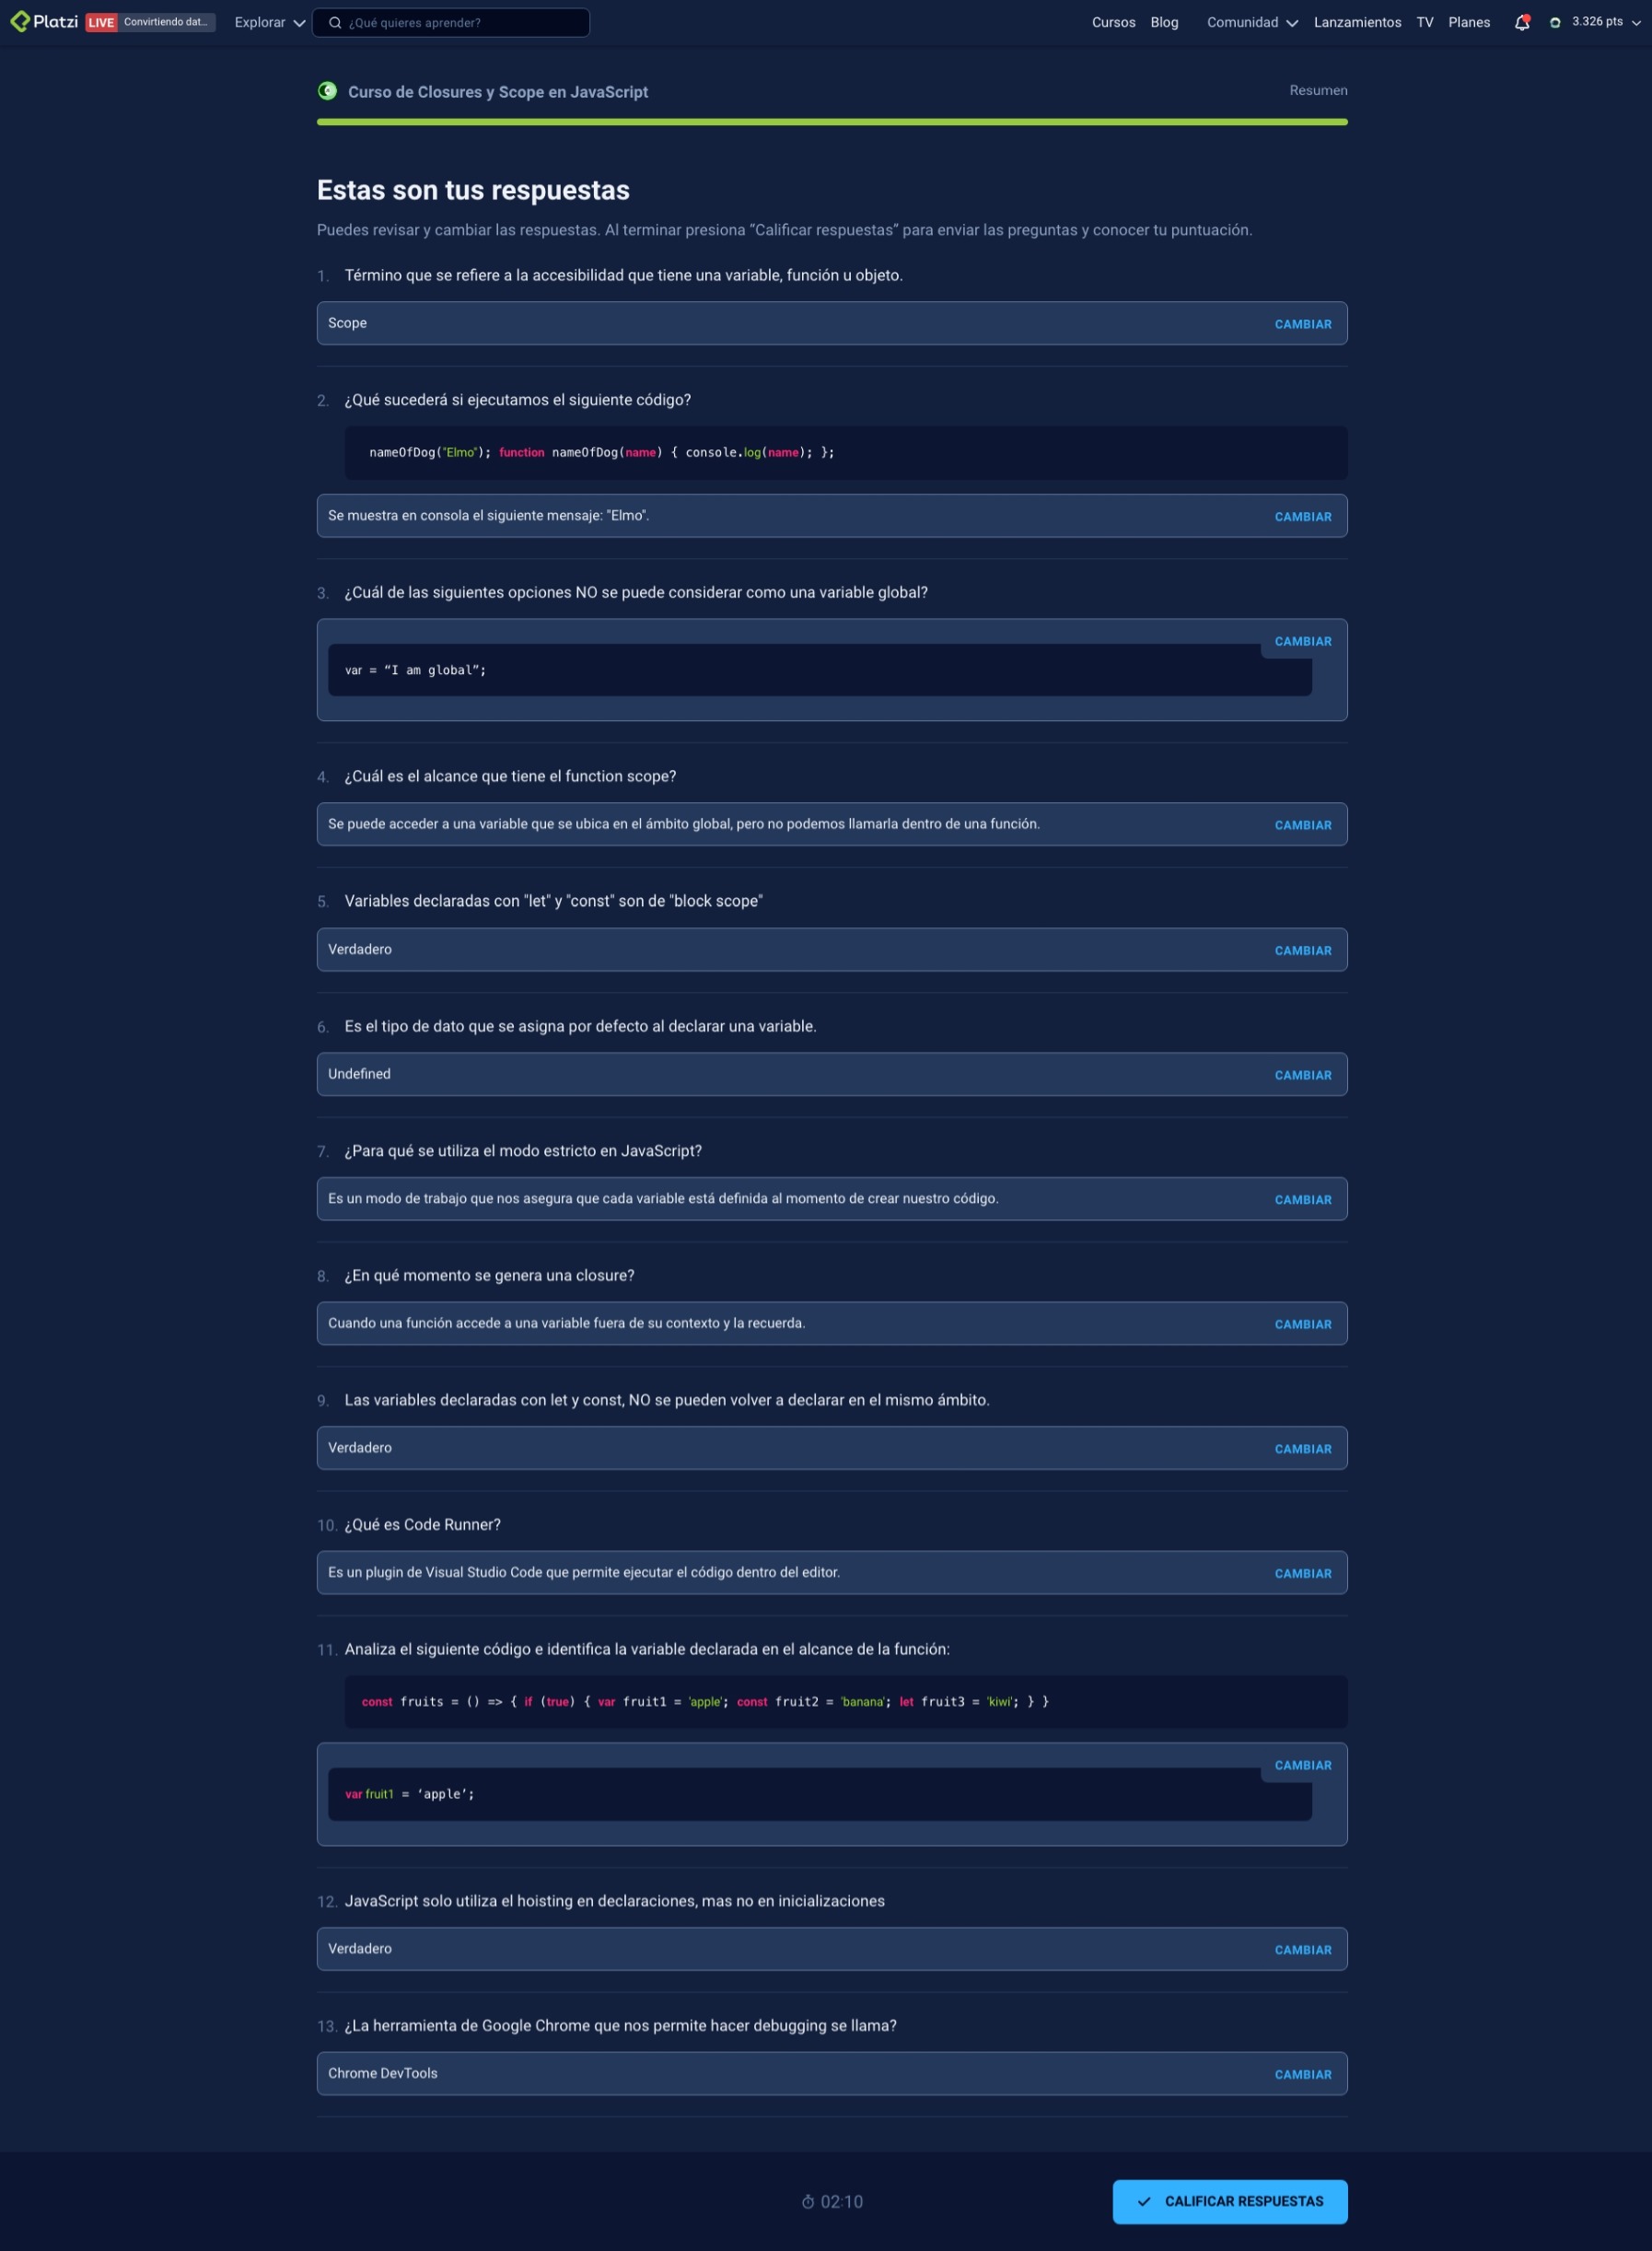 Platzi LIVE Convirtiendo dat... Explorar ¿Qué quieres aprender? Cursos Blog Comunidad Lanzamientos TV Planes 3.326 pts
Curso de Closures y Scope en JavaScript Resumen
Estas son tus respuestas
Puedes revisar y cambiar las respuestas. Al terminar presiona “Calificar respuestas” para enviar las preguntas y conocer tu puntuación.
1. Término que se refiere a la accesibilidad que tiene una variable, función u objeto.
Scope CAMBIAR
2. ¿Qué sucederá si ejecutamos el siguiente código?
nameOfDog("Elmo"); function nameOfDog(name) { console.log(name); };
Se muestra en consola el siguiente mensaje: "Elmo". CAMBIAR
3. ¿Cuál de las siguientes opciones NO se puede considerar como una variable global?
CAMBIAR
var = “I am global”;
4. ¿Cuál es el alcance que tiene el function scope?
Se puede acceder a una variable que se ubica en el ámbito global, pero no podemos llamarla dentro de una función. CAMBIAR
5. Variables declaradas con "let" y "const" son de "block scope"
Verdadero CAMBIAR
6. Es el tipo de dato que se asigna por defecto al declarar una variable.
Undefined CAMBIAR
7. ¿Para qué se utiliza el modo estricto en JavaScript?
Es un modo de trabajo que nos asegura que cada variable está definida al momento de crear nuestro código. CAMBIAR
8. ¿En qué momento se genera una closure?
Cuando una función accede a una variable fuera de su contexto y la recuerda. CAMBIAR
9. Las variables declaradas con let y const, NO se pueden volver a declarar en el mismo ámbito.
Verdadero CAMBIAR
10. ¿Qué es Code Runner?
Es un plugin de Visual Studio Code que permite ejecutar el código dentro del editor. CAMBIAR
11. Analiza el siguiente código e identifica la variable declarada en el alcance de la función:
const fruits = () => { if (true) { var fruit1 = 'apple'; const fruit2 = 'banana'; let fruit3 = 'kiwi'; } }
CAMBIAR
var fruit1 = ‘apple’;
12. JavaScript solo utiliza el hoisting en declaraciones, mas no en inicializaciones
Verdadero CAMBIAR
13. ¿La herramienta de Google Chrome que nos permite hacer debugging se llama?
Chrome DevTools CAMBIAR
02:10 CALIFICAR RESPUESTAS